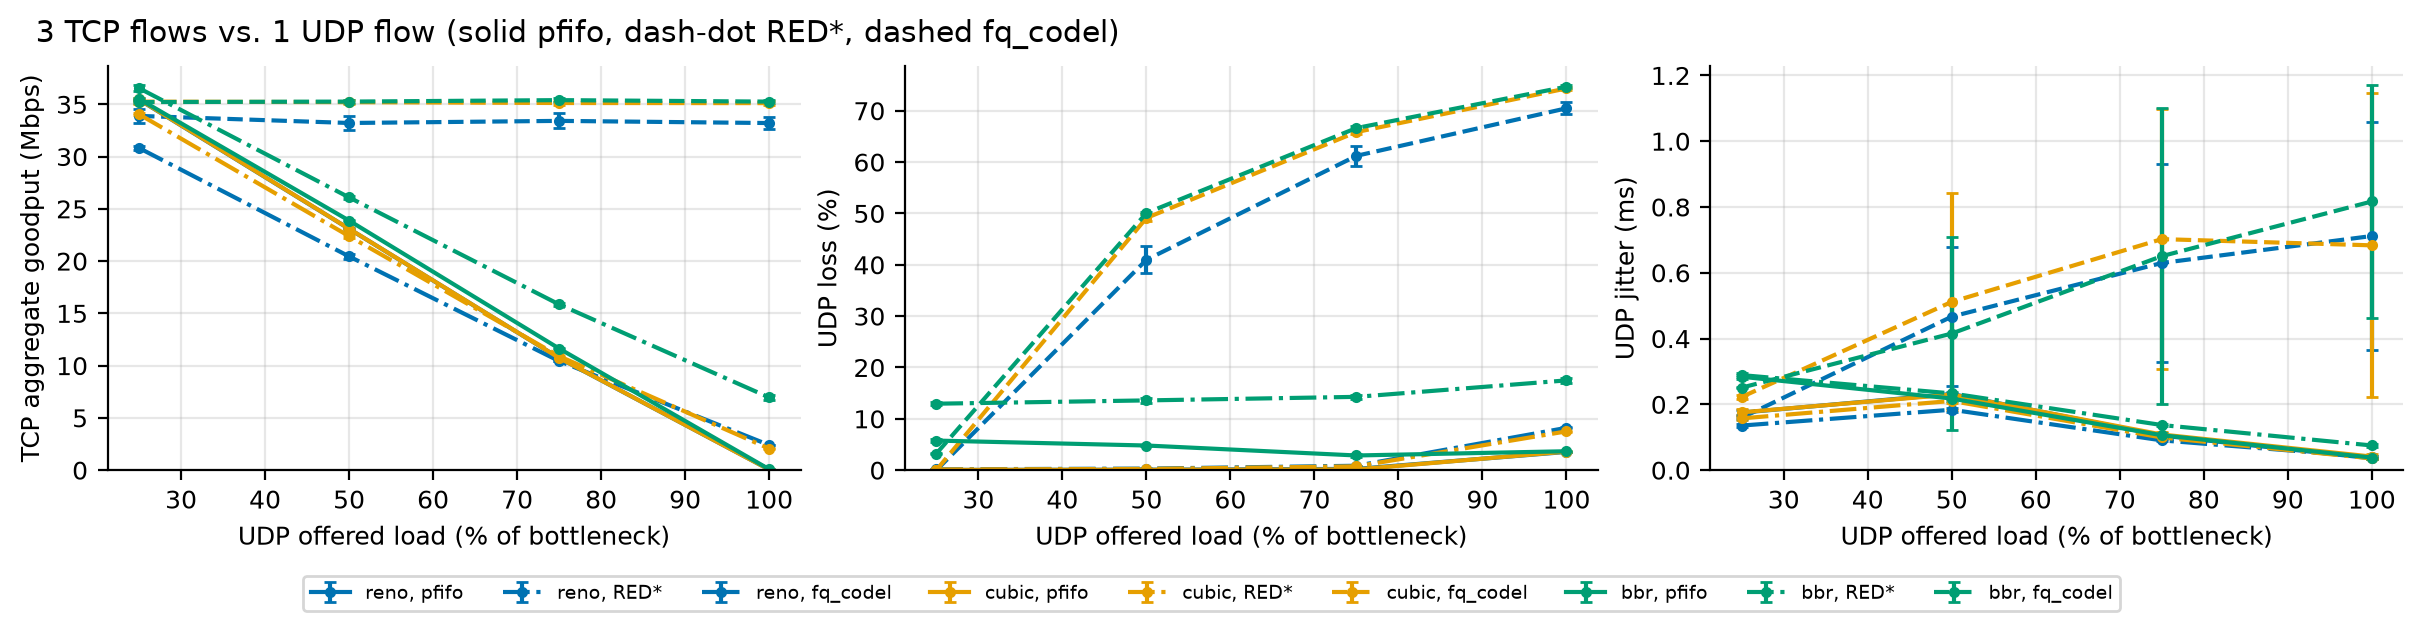 3 TCP flows vs. 1 UDP flow (solid pfifo, dash-dot RED*, dashed fq_codel)
TCP aggregate goodput (Mbps)
35
30
25
20
15
10
5
0
30 40 50 60 70 80 90 100
UDP offered load (% of bottleneck)
UDP loss (%)
70
60
50
40
30
20
10
0
30 40 50 60 70 80 90 100
UDP offered load (% of bottleneck)
UDP jitter (ms)
1.2
1.0
0.8
0.6
0.4
0.2
0.0
30 40 50 60 70 80 90 100
UDP offered load (% of bottleneck)
reno, pfifo reno, RED* reno, fq_codel cubic, pfifo cubic, RED* cubic, fq_codel bbr, pfifo bbr, RED* bbr, fq_codel